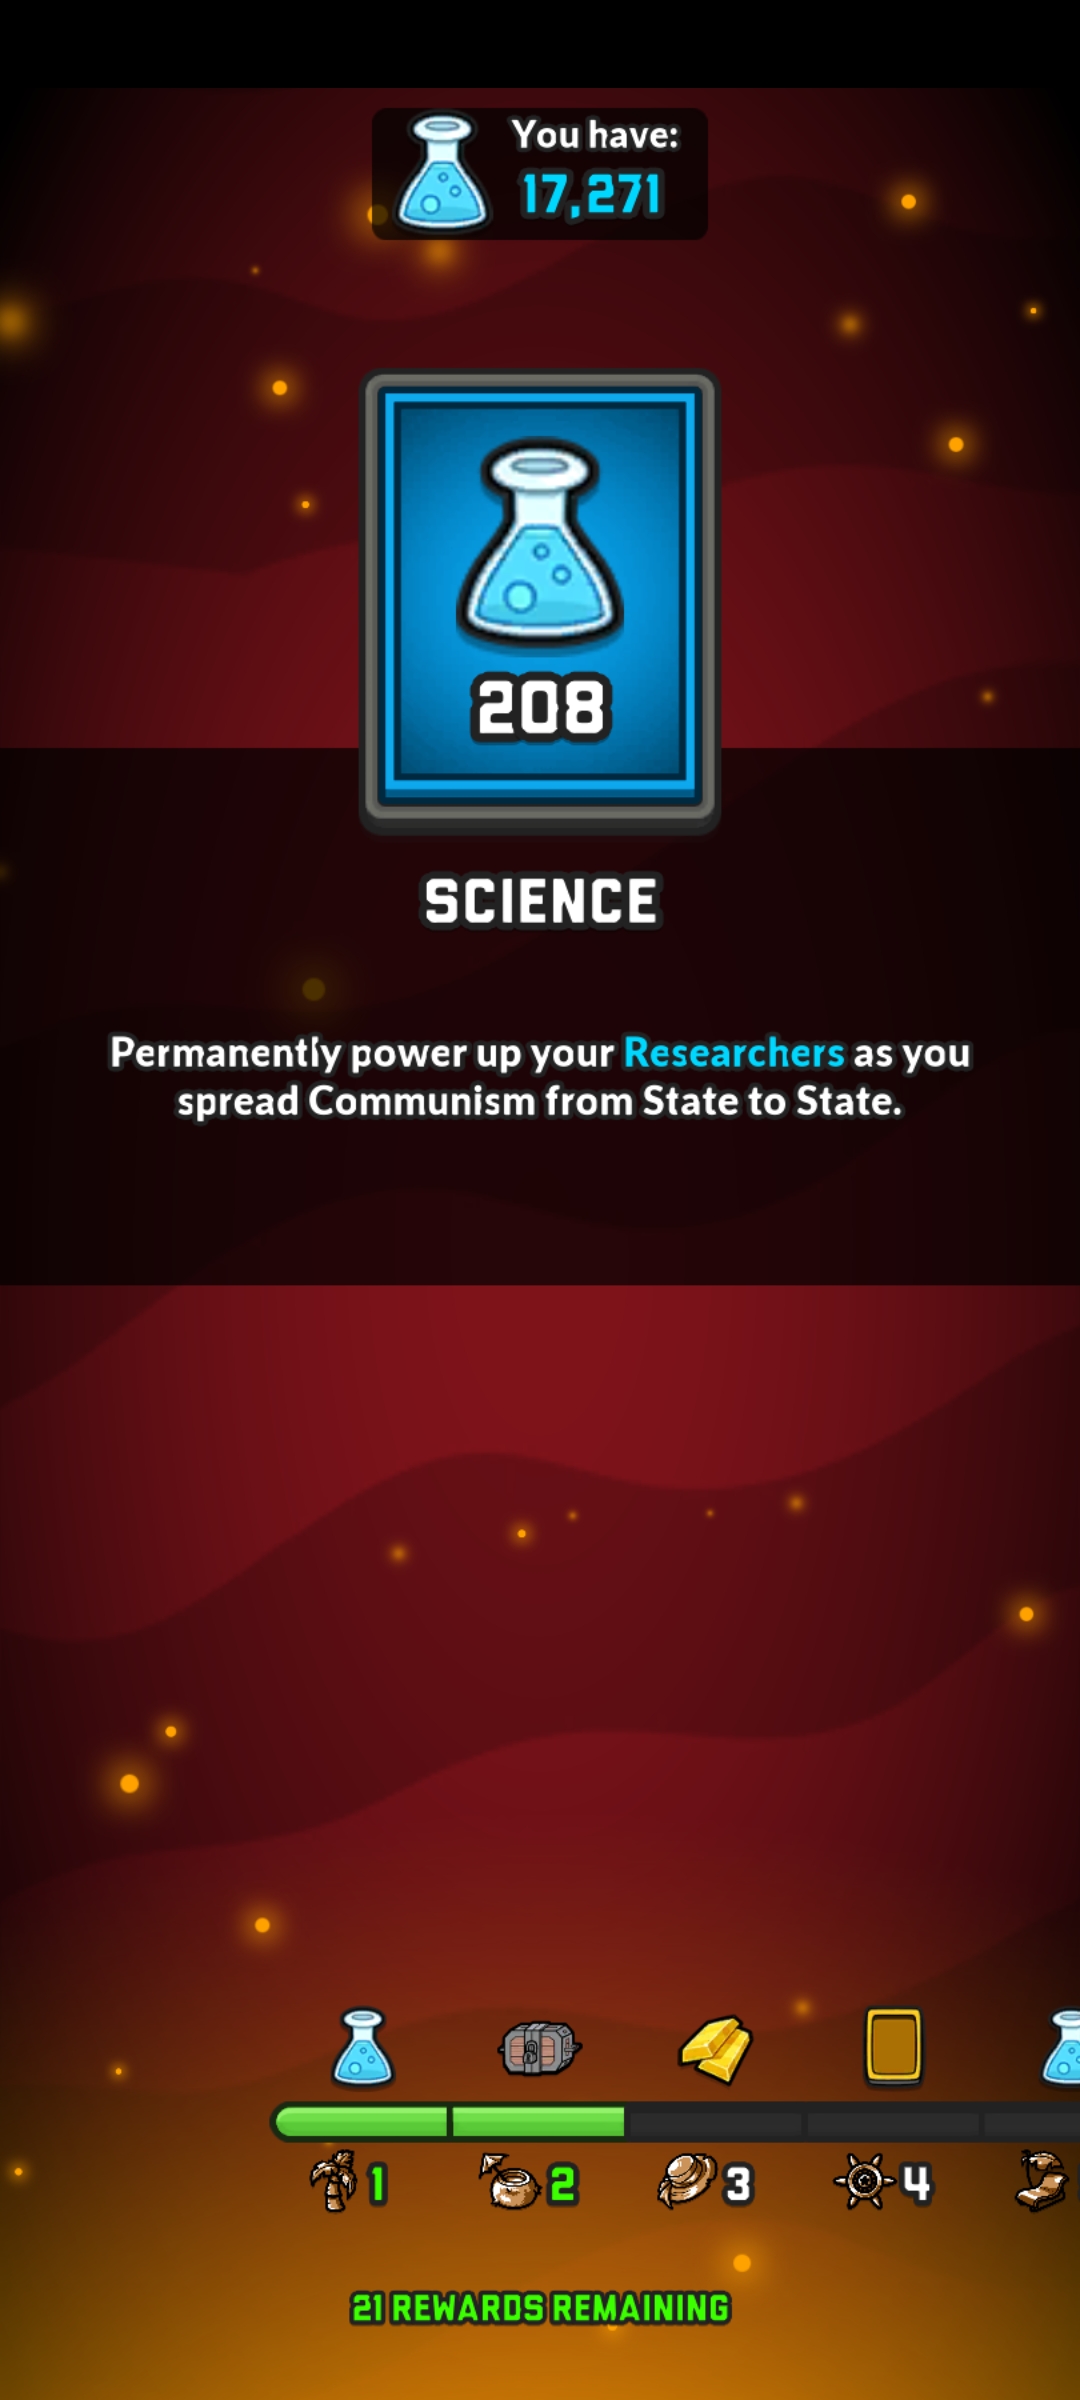 You have:
17,271
208
SCIENCE
Permanently power up your Researchers as you
spread Communism from State to State.
1 2 3 4
21 REWARDS REMAINING